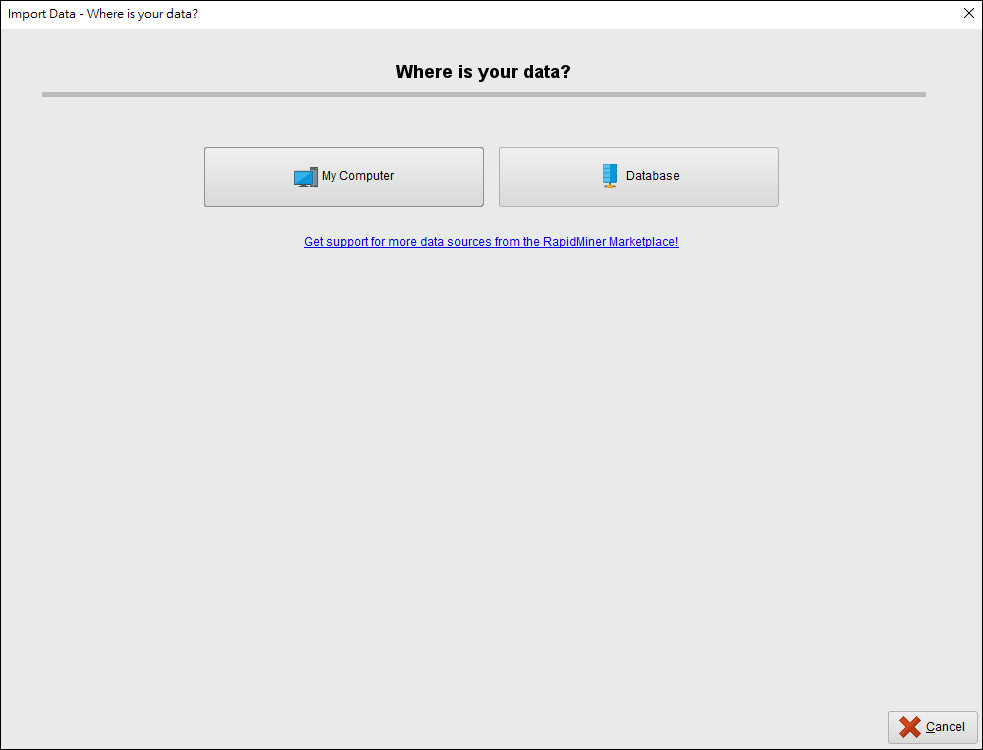 Import Data - Where is your data?
Where is your data?
My Computer
Database
Get support for more data sources from the RapidMiner Marketplace!
Cancel